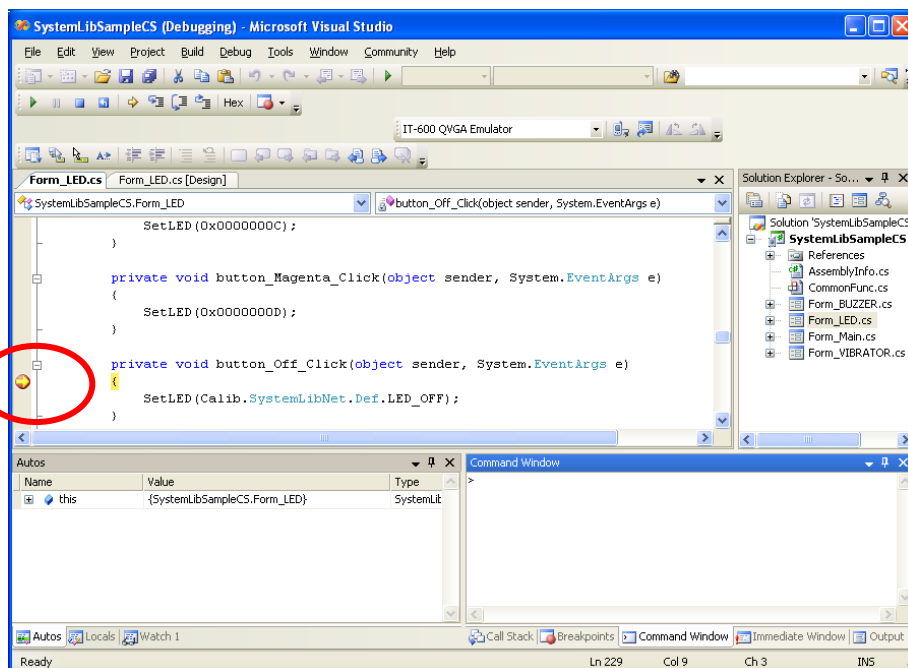 SystemLibSampleCS (Debugging) - Microsoft Visual Studio
File Edit View Project Build Debug Tools Window Community Help
Hex
IT-600 QVGA Emulator
Form_LED.cs Form_LED.cs [Design]
SystemLibSampleCS.Form_LED button_Off_Click(object sender, System.EventArgs e)
SetLED(0x0000000C);
}
private void button_Magenta_Click(object sender, System.EventArgs e)
{
SetLED(0x0000000D);
}
private void button_Off_Click(object sender, System.EventArgs e)
{
SetLED(Calib.SystemLibNet.Def.LED_OFF);
}
Solution Explorer - So...
Solution 'SystemLibSampleCS
SystemLibSampleCS
References
AssemblyInfo.cs
CommonFunc.cs
Form_BUZZER.cs
Form_LED.cs
Form_Main.cs
Form_VIBRATOR.cs
Autos
Name Value Type
this {SystemLibSampleCS.Form_LED} SystemLib
Command Window
>
Autos Locals Watch 1
Call Stack Breakpoints Command Window Immediate Window Output
Ready Ln 229 Col 9 Ch 3 INS